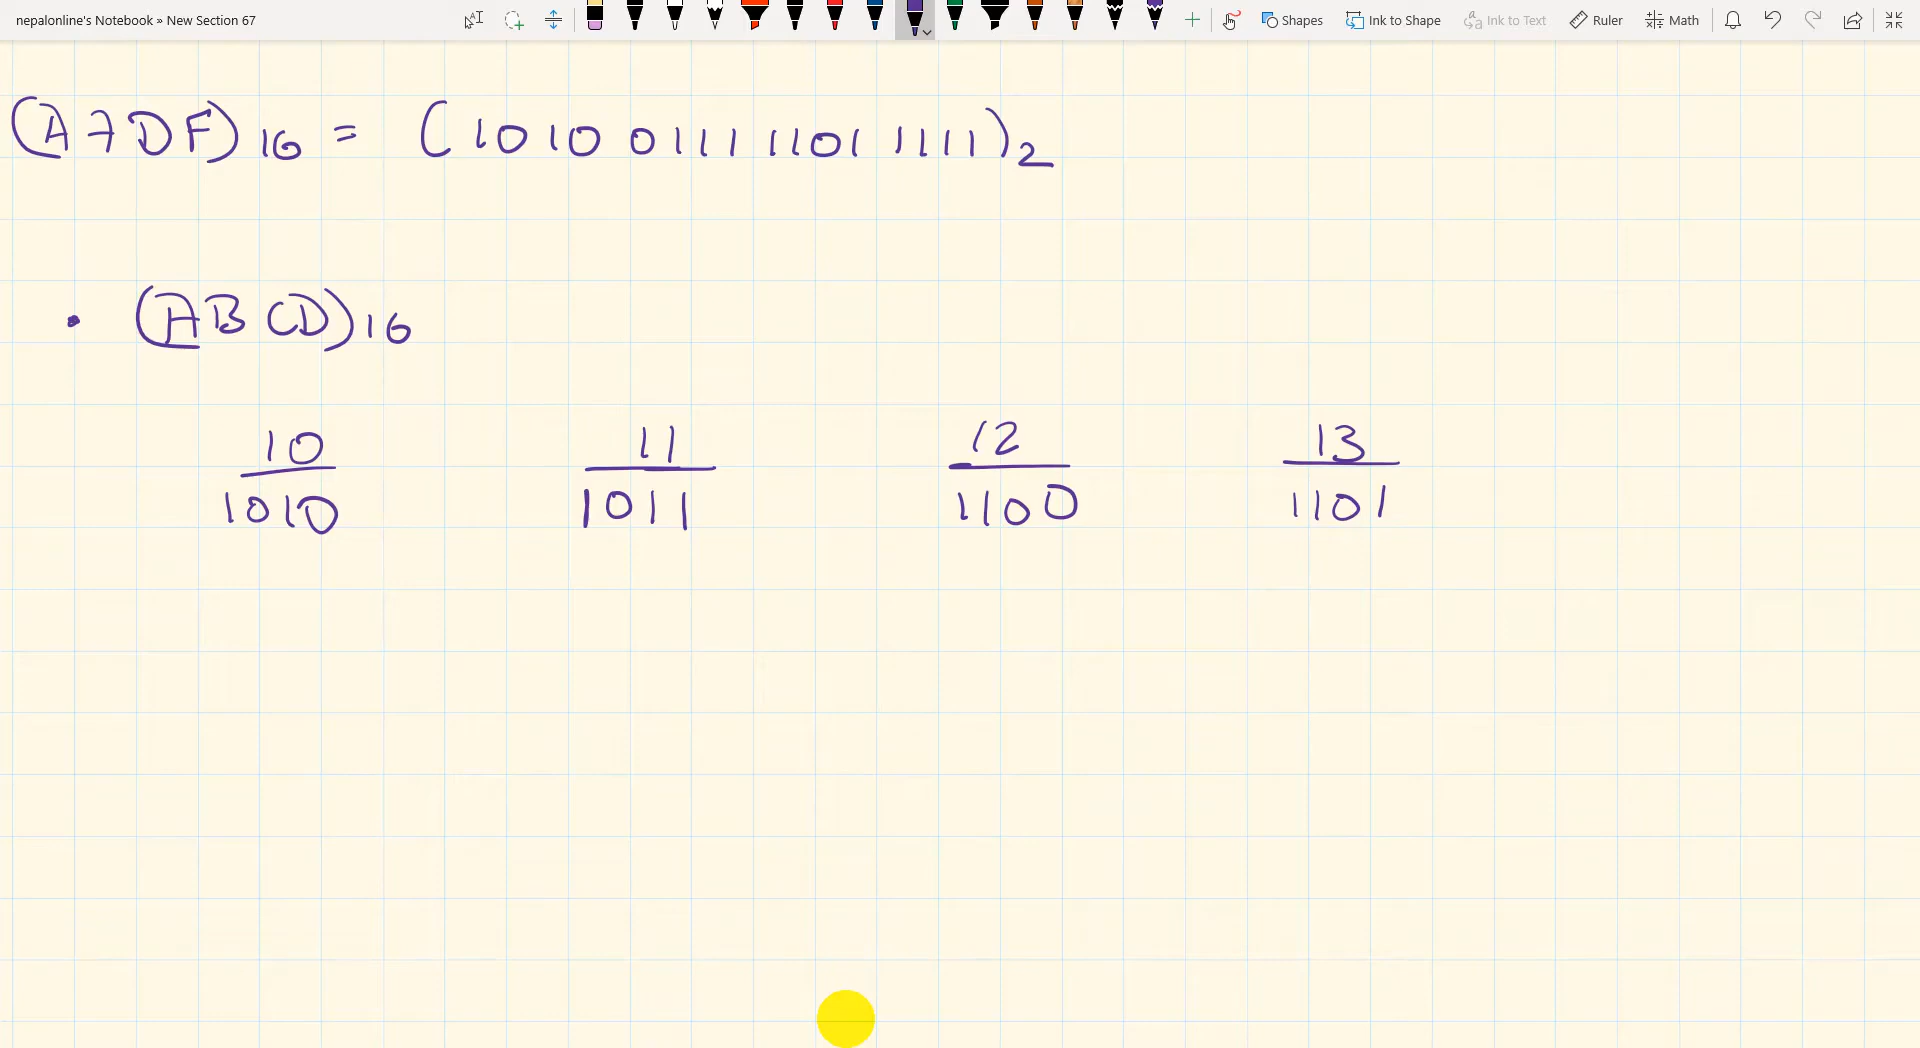 nepalonline's Notebook » New Section 67 Shapes Ink to Shape Ink to Text Ruler Math
(A7DF)16 = (1010 0111 1101 1111)2
• (ABCD)16
10 11 12 13
1010 1011 1100 1101